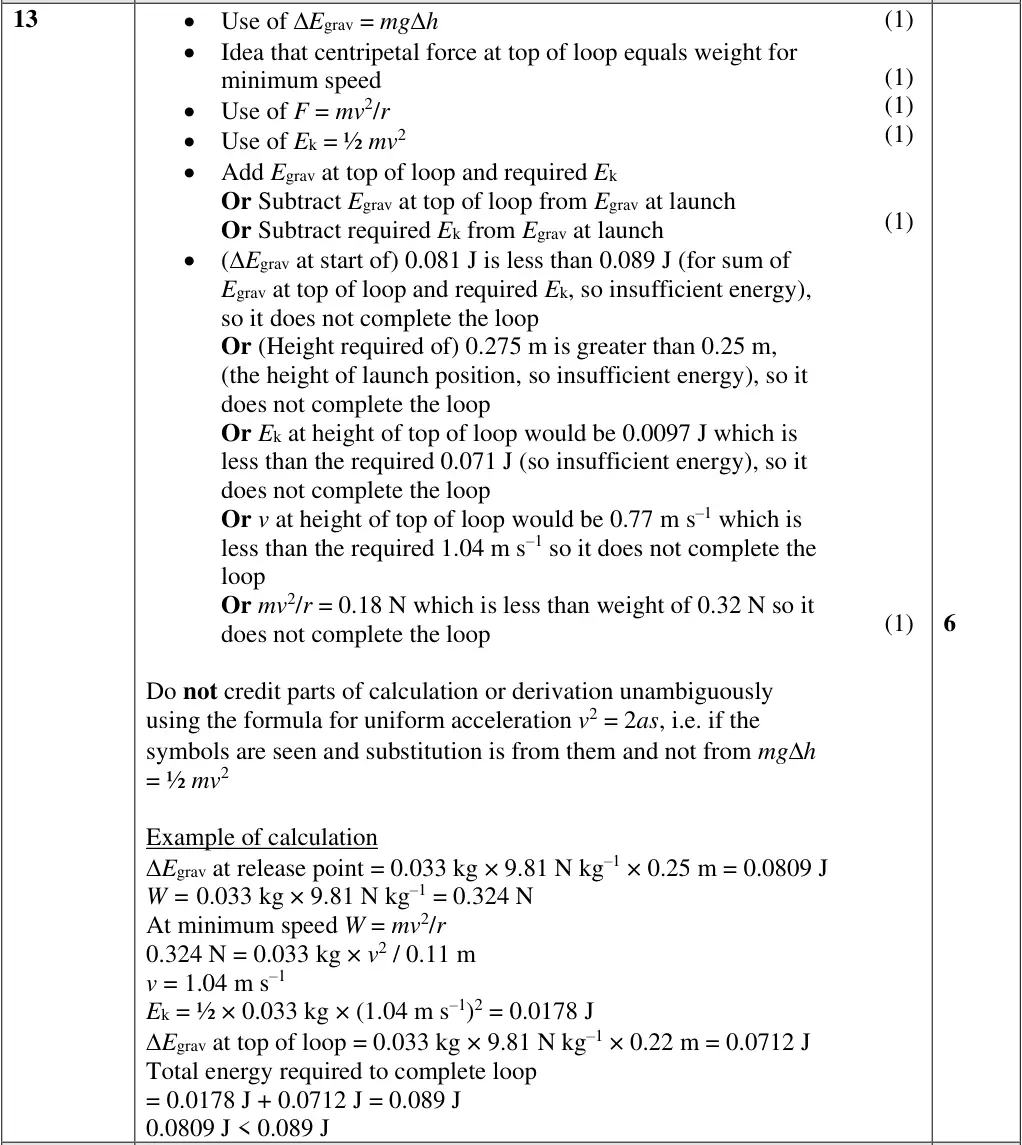 13
• Use of ΔEgrav = mgΔh (1)
• Idea that centripetal force at top of loop equals weight for
minimum speed (1)
• Use of F = mv²/r (1)
• Use of Ek = ½ mv² (1)
• Add Egrav at top of loop and required Ek
Or Subtract Egrav at top of loop from Egrav at launch
Or Subtract required Ek from Egrav at launch (1)
• (ΔEgrav at start of) 0.081 J is less than 0.089 J (for sum of
Egrav at top of loop and required Ek, so insufficient energy),
so it does not complete the loop
Or (Height required of) 0.275 m is greater than 0.25 m,
(the height of launch position, so insufficient energy), so it
does not complete the loop
Or Ek at height of top of loop would be 0.0097 J which is
less than the required 0.071 J (so insufficient energy), so it
does not complete the loop
Or v at height of top of loop would be 0.77 m s–1 which is
less than the required 1.04 m s–1 so it does not complete the
loop
Or mv²/r = 0.18 N which is less than weight of 0.32 N so it
does not complete the loop (1) 6
Do not credit parts of calculation or derivation unambiguously
using the formula for uniform acceleration v² = 2as, i.e. if the
symbols are seen and substitution is from them and not from mgΔh
= ½ mv²
Example of calculation
ΔEgrav at release point = 0.033 kg × 9.81 N kg–1 × 0.25 m = 0.0809 J
W = 0.033 kg × 9.81 N kg–1 = 0.324 N
At minimum speed W = mv²/r
0.324 N = 0.033 kg × v² / 0.11 m
v = 1.04 m s–1
Ek = ½ × 0.033 kg × (1.04 m s–1)² = 0.0178 J
ΔEgrav at top of loop = 0.033 kg × 9.81 N kg–1 × 0.22 m = 0.0712 J
Total energy required to complete loop
= 0.0178 J + 0.0712 J = 0.089 J
0.0809 J < 0.089 J